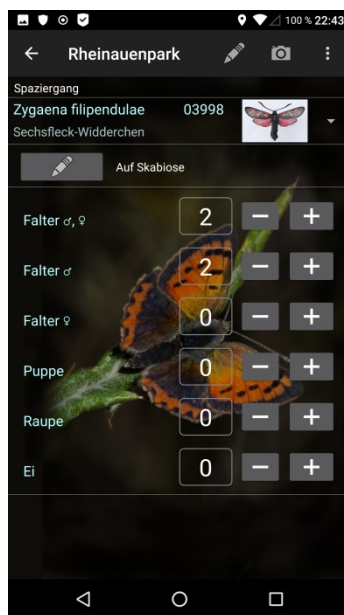 100 % 22:43
Rheinauenpark
Spaziergang
Zygaena filipendulae 03998
Sechsfleck-Widderchen
Auf Skabiose
Falter ♂, ♀ 2 − +
Falter ♂ 2 − +
Falter ♀ 0 − +
Puppe 0 − +
Raupe 0 − +
Ei 0 − +